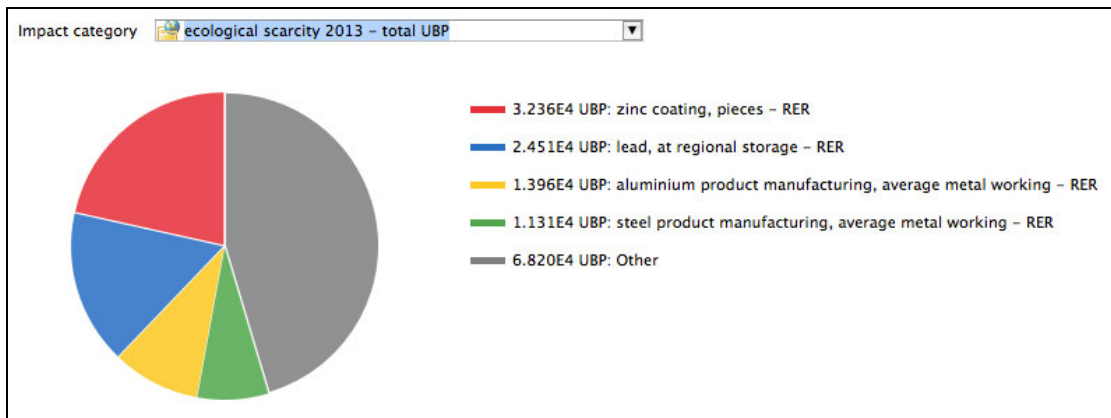 Impact category ecological scarcity 2013 – total UBP
3.236E4 UBP: zinc coating, pieces – RER
2.451E4 UBP: lead, at regional storage – RER
1.396E4 UBP: aluminium product manufacturing, average metal working – RER
1.131E4 UBP: steel product manufacturing, average metal working – RER
6.820E4 UBP: Other